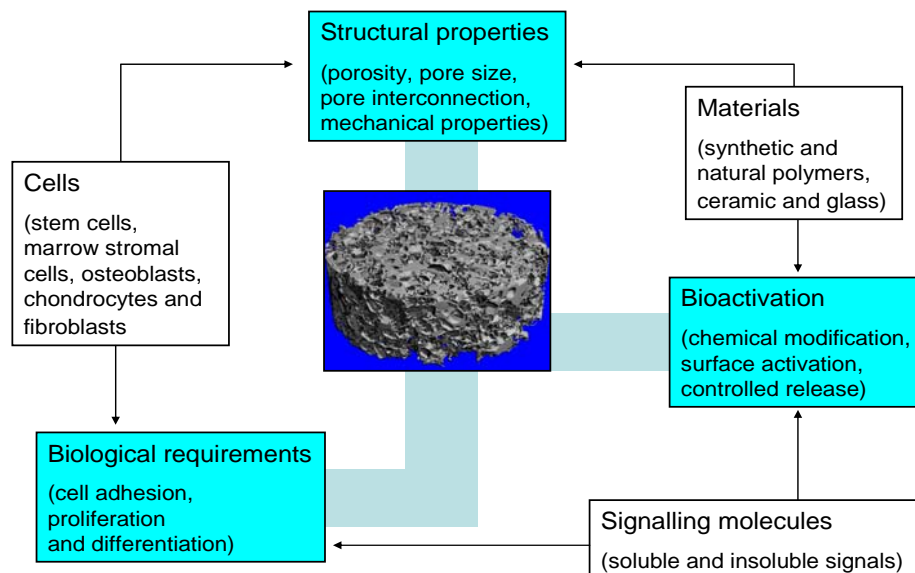 Structural properties
(porosity, pore size,
pore interconnection,
mechanical properties)
Materials
(synthetic and
natural polymers,
ceramic and glass)
Cells
(stem cells,
marrow stromal
cells, osteoblasts,
chondrocytes and
fibroblasts
Bioactivation
(chemical modification,
surface activation,
controlled release)
Biological requirements
(cell adhesion,
proliferation
and differentiation)
Signalling molecules
(soluble and insoluble signals)